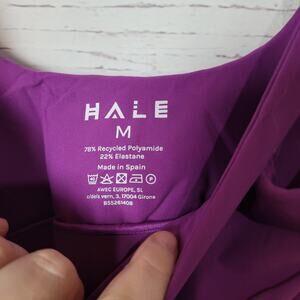 HALE
M
78% Recycled Polyamide
22% Elastane
Made in Spain
AWEC EUROPE, SL
c/dels vern, 3, 17004 Girona
B55261408